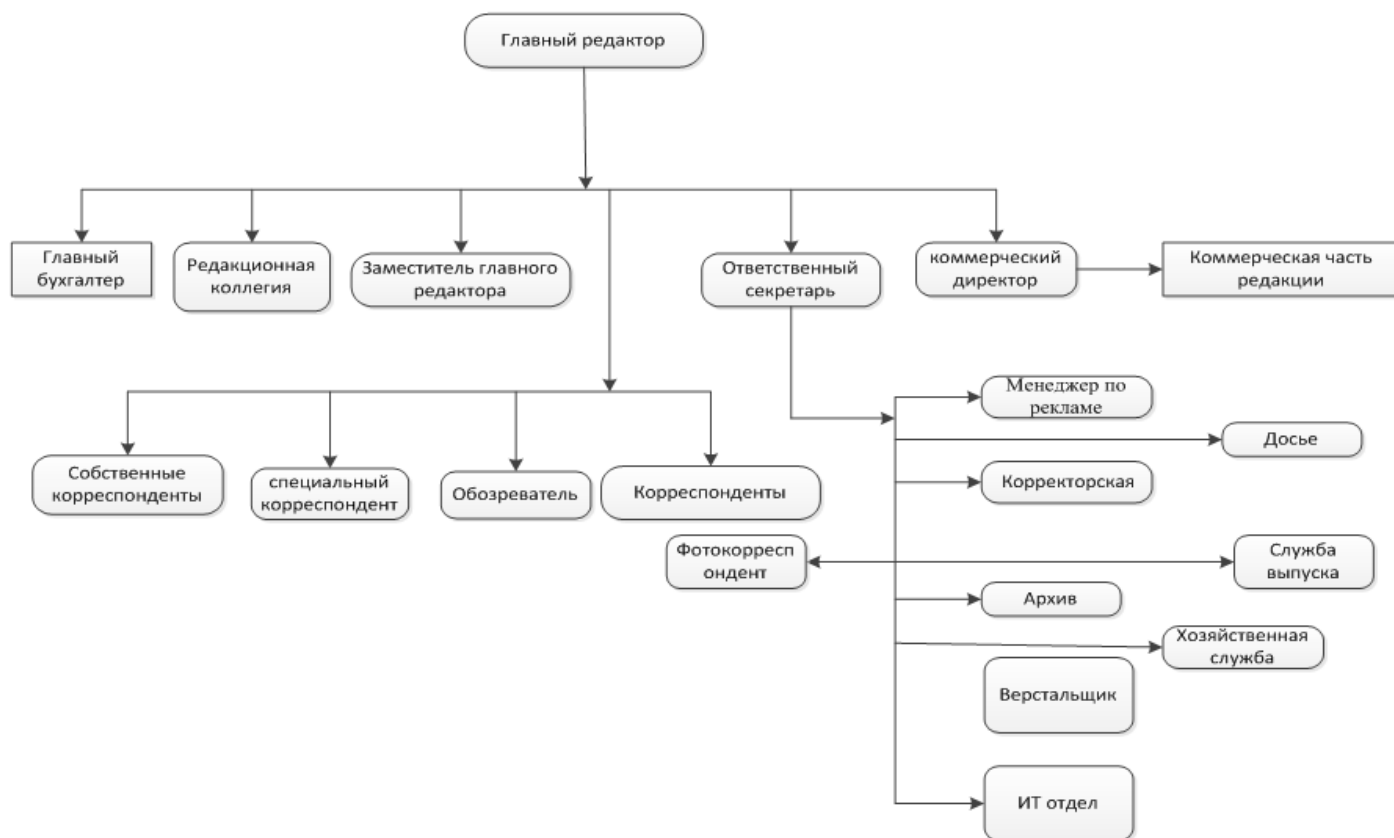 Главный редактор
Главный
бухгалтер
Редакционная
коллегия
Заместитель главного
редактора
Ответственный
секретарь
коммерческий
директор
Коммерческая часть
редакции
Собственные
корреспонденты
специальный
корреспондент
Обозреватель
Корреспонденты
Менеджер по
рекламе
Досье
Корректорская
Фотокорресп
ондент
Служба
выпуска
Архив
Хозяйственная
служба
Верстальщик
ИТ отдел